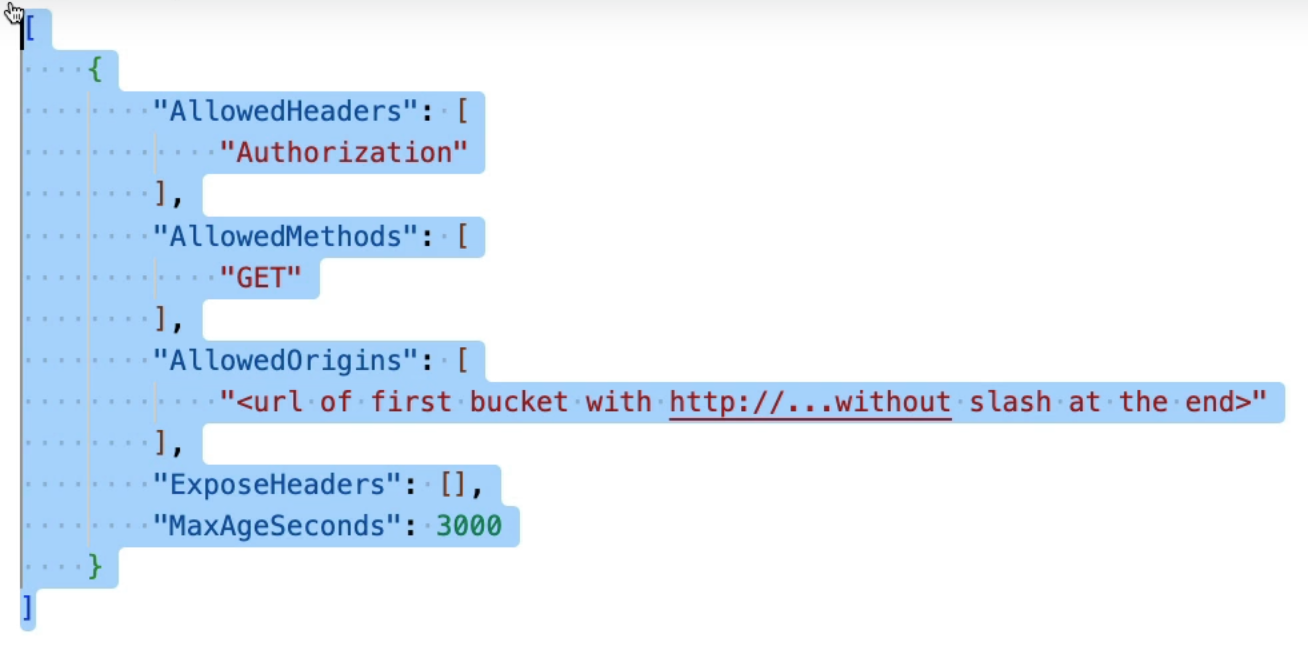 [
    {
        "AllowedHeaders": [
            "Authorization"
        ],
        "AllowedMethods": [
            "GET"
        ],
        "AllowedOrigins": [
            "<url of first bucket with http://...without slash at the end>"
        ],
        "ExposeHeaders": [],
        "MaxAgeSeconds": 3000
    }
]